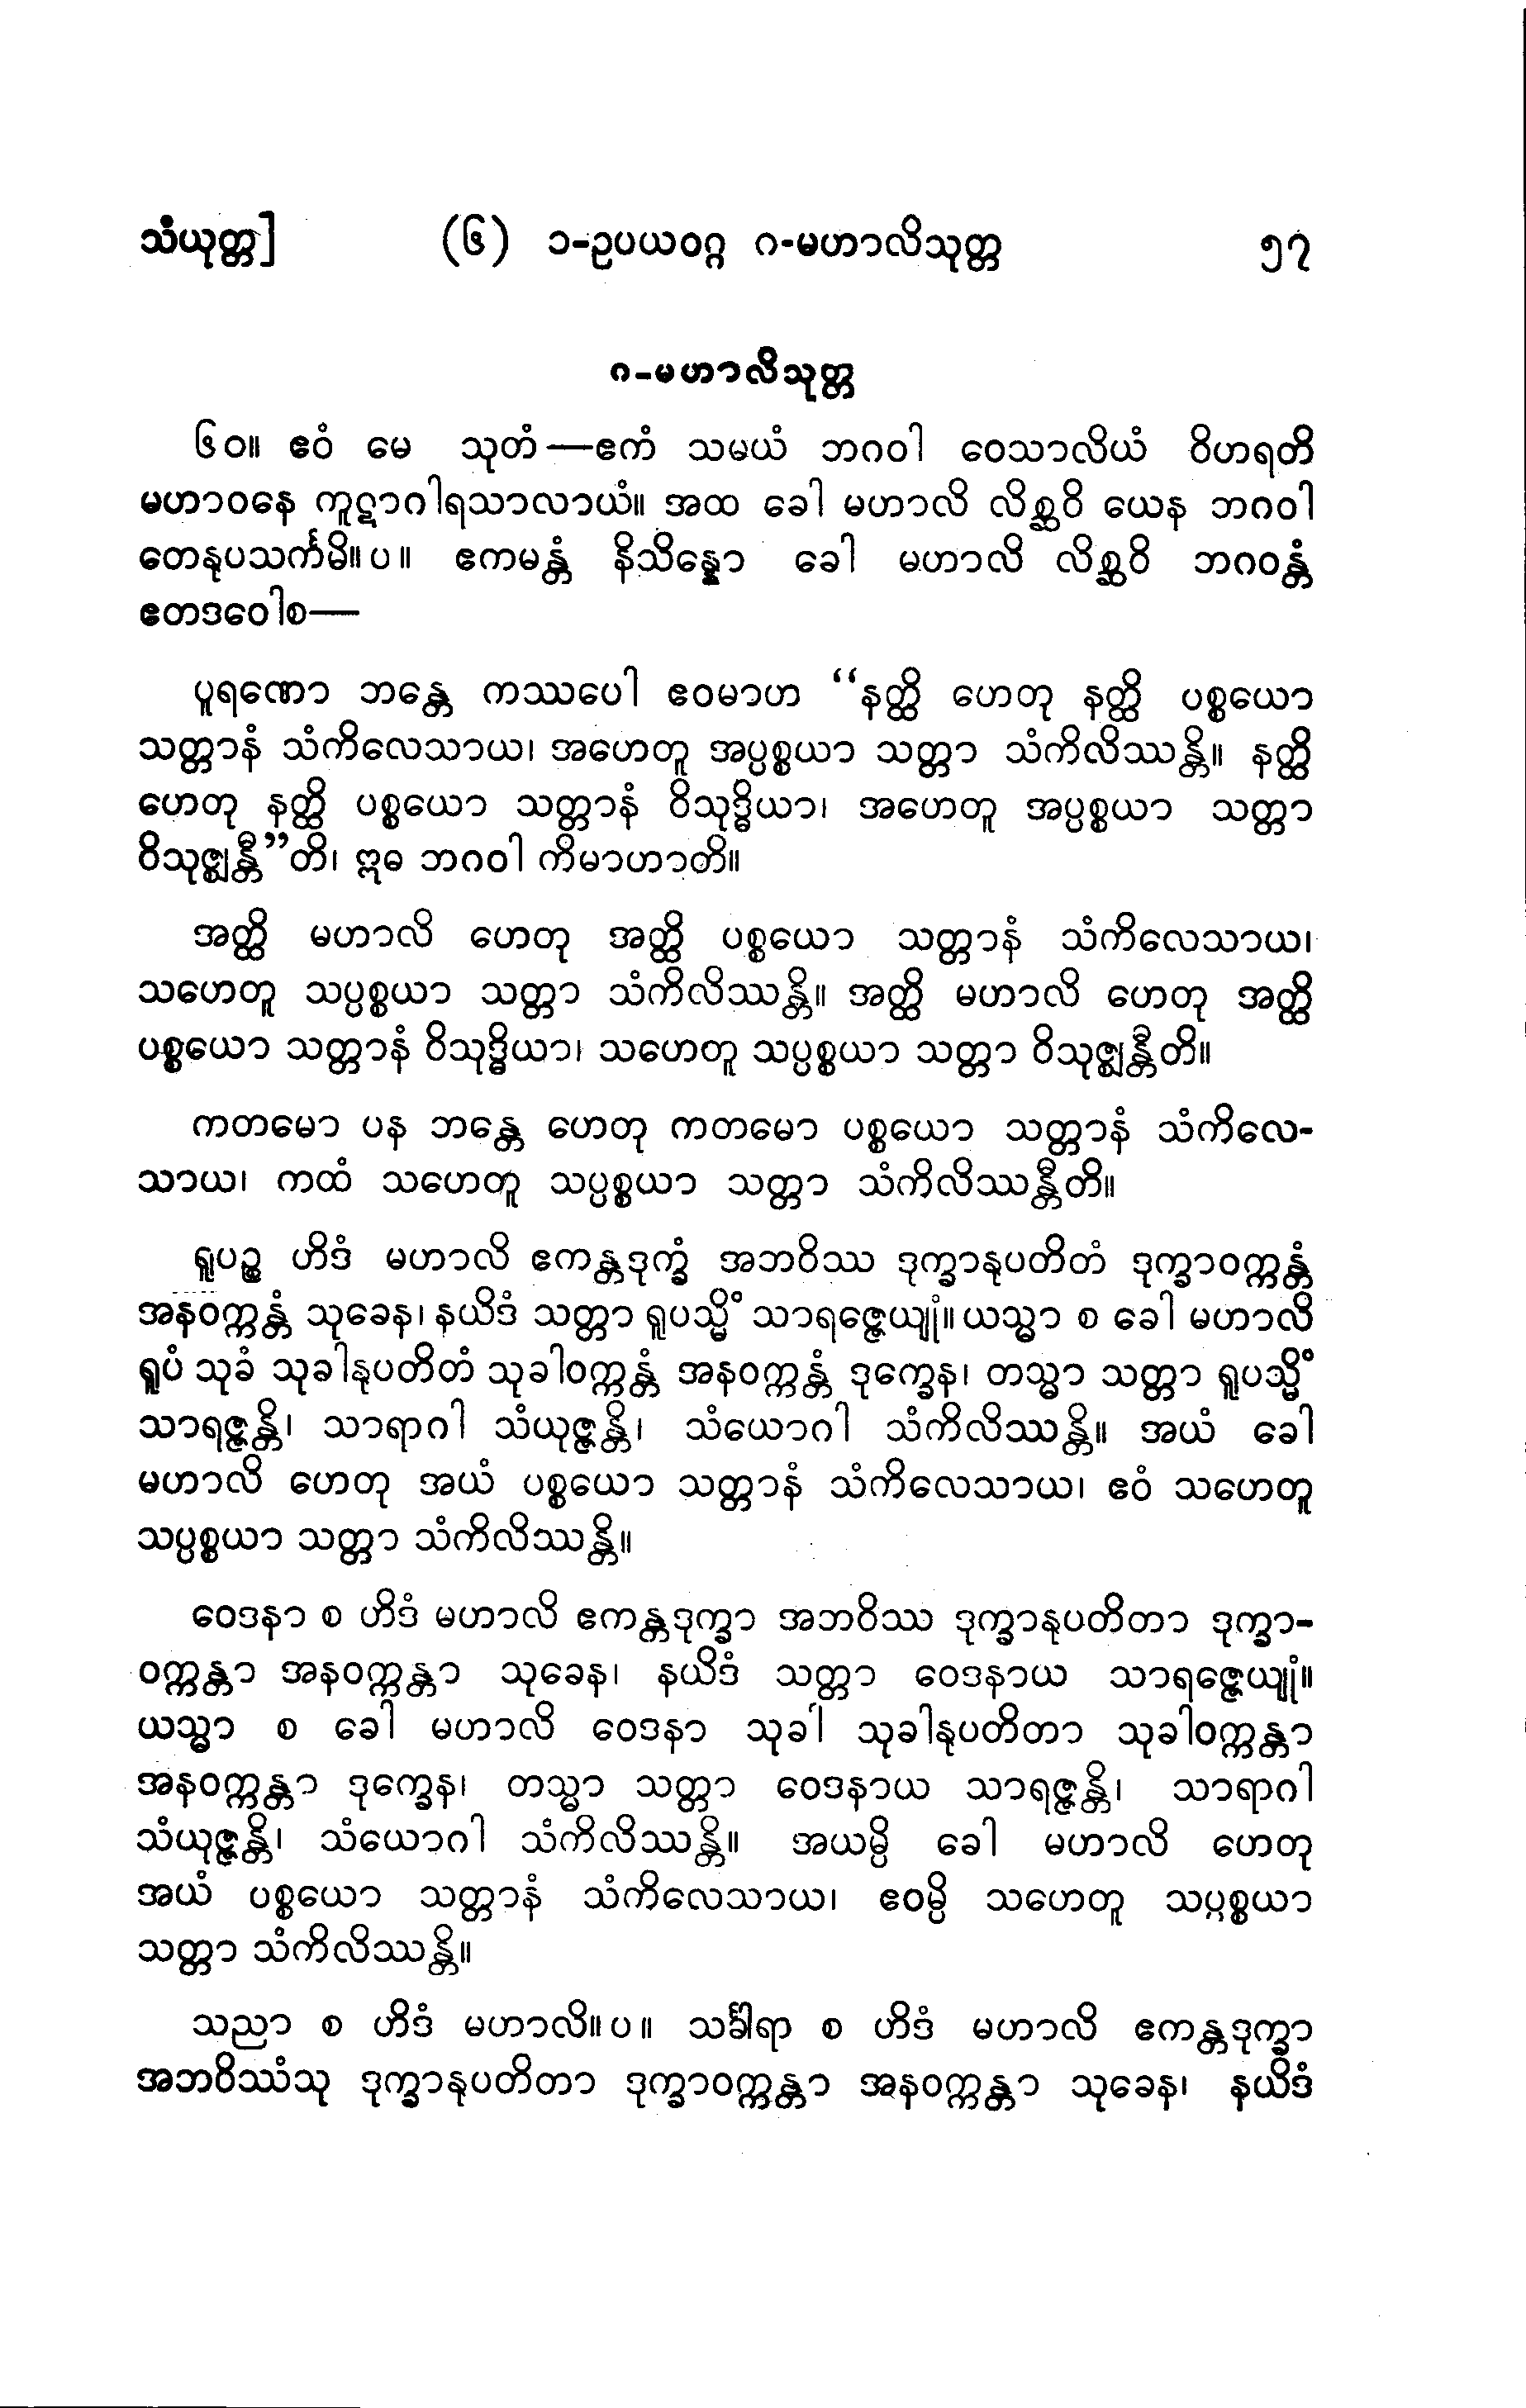 သံယုတ္တ] (၆) ၁-ဥပယဝဂ္ဂ ဂ-မဟာလိသုတ္တ ၅၇
ဂ-မဟာလိသုတ္တ
၆၀။ ဧဝံ မေ သုတံ—ဧကံ သမယံ ဘဂဝါ ဝေသာလိယံ ဝိဟရတိ
မဟာဝနေ ကူဋာဂါရသာလာယံ။ အထ ခေါ မဟာလိ လိစ္ဆဝိ ယေန ဘဂဝါ
တေနုပသင်္ကမိ။ပ။ ဧကမန္တံ နိသိန္နော ခေါ မဟာလိ လိစ္ဆဝိ ဘဂဝန္တံ
ဧတဒဝေါစ—
ပူရဏော ဘန္တေ ကဿပေါ ဧဝမာဟ “နတ္ထိ ဟေတု နတ္ထိ ပစ္စယော
သတ္တာနံ သံကိလေသာယ၊ အဟေတူ အပ္ပစ္စယာ သတ္တာ သံကိလိဿန္တိ။ နတ္ထိ
ဟေတု နတ္ထိ ပစ္စယော သတ္တာနံ ဝိသုဒ္ဓိယာ၊ အဟေတူ အပ္ပစ္စယာ သတ္တာ
ဝိသုဇ္ဈန္တီ”တိ၊ ဣဓ ဘဂဝါ ကိမာဟာတိ။
အတ္ထိ မဟာလိ ဟေတု အတ္ထိ ပစ္စယော သတ္တာနံ သံကိလေသာယ၊
သဟေတူ သပ္ပစ္စယာ သတ္တာ သံကိလိဿန္တိ။ အတ္ထိ မဟာလိ ဟေတု အတ္ထိ
ပစ္စယော သတ္တာနံ ဝိသုဒ္ဓိယာ၊ သဟေတူ သပ္ပစ္စယာ သတ္တာ ဝိသုဇ္ဈန္တီတိ။
ကတမော ပန ဘန္တေ ဟေတု ကတမော ပစ္စယော သတ္တာနံ သံကိလေ-
သာယ၊ ကထံ သဟေတူ သပ္ပစ္စယာ သတ္တာ သံကိလိဿန္တီတိ။
ရူပဉ္စ ဟိဒံ မဟာလိ ဧကန္တဒုက္ခံ အဘဝိဿ ဒုက္ခာနုပတိတံ ဒုက္ခာဝက္ကန္တံ
အနဝက္ကန္တံ သုခေန၊ နယိဒံ သတ္တာ ရူပသ္မိံ သာရဇ္ဇေယျုံ။ ယသ္မာ စ ခေါ မဟာလိ
ရူပံ သုခံ သုခါနုပတိတံ သုခါဝက္ကန္တံ အနဝက္ကန္တံ ဒုက္ခေန၊ တသ္မာ သတ္တာ ရူပသ္မိံ
သာရဇ္ဇန္တိ၊ သာရာဂါ သံယုဇ္ဇန္တိ၊ သံယောဂါ သံကိလိဿန္တိ။ အယံ ခေါ
မဟာလိ ဟေတု အယံ ပစ္စယော သတ္တာနံ သံကိလေသာယ၊ ဧဝံ သဟေတူ
သပ္ပစ္စယာ သတ္တာ သံကိလိဿန္တိ။
ဝေဒနာ စ ဟိဒံ မဟာလိ ဧကန္တဒုက္ခာ အဘဝိဿ ဒုက္ခာနုပတိတာ ဒုက္ခာ-
ဝက္ကန္တာ အနဝက္ကန္တာ သုခေန၊ နယိဒံ သတ္တာ ဝေဒနာယ သာရဇ္ဇေယျုံ။
ယသ္မာ စ ခေါ မဟာလိ ဝေဒနာ သုခါ သုခါနုပတိတာ သုခါဝက္ကန္တာ
အနဝက္ကန္တာ ဒုက္ခေန၊ တသ္မာ သတ္တာ ဝေဒနာယ သာရဇ္ဇန္တိ၊ သာရာဂါ
သံယုဇ္ဇန္တိ၊ သံယောဂါ သံကိလိဿန္တိ။ အယမ္ပိ ခေါ မဟာလိ ဟေတု
အယံ ပစ္စယော သတ္တာနံ သံကိလေသာယ၊ ဧဝမ္ပိ သဟေတူ သပ္ပစ္စယာ
သတ္တာ သံကိလိဿန္တိ။
သညာ စ ဟိဒံ မဟာလိ။ပ။ သင်္ခါရာ စ ဟိဒံ မဟာလိ ဧကန္တဒုက္ခာ
အဘဝိဿံသု ဒုက္ခာနုပတိတာ ဒုက္ခာဝက္ကန္တာ အနဝက္ကန္တာ သုခေန၊ နယိဒံ